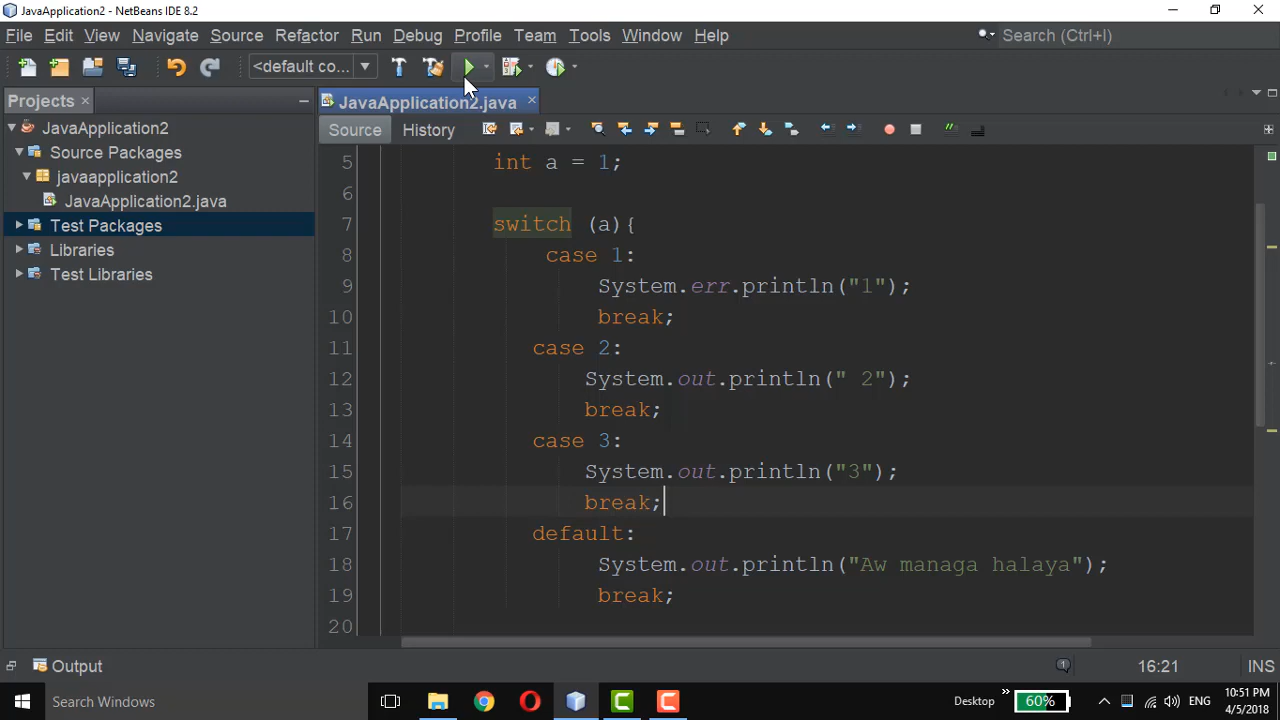 JavaApplication2 - NetBeans IDE 8.2
File Edit View Navigate Source Refactor Run Debug Profile Team Tools Window Help
Search (Ctrl+I)
<default co...
Projects
JavaApplication2.java
JavaApplication2
Source Packages
javaapplication2
JavaApplication2.java
Test Packages
Libraries
Test Libraries
Source History
5 int a = 1;
6
7 switch (a){
8 case 1:
9 System.err.println("1");
10 break;
11 case 2:
12 System.out.println(" 2");
13 break;
14 case 3:
15 System.out.println("3");
16 break;
17 default:
18 System.out.println("Aw managa halaya");
19 break;
20
Output
1
16:21
INS
Search Windows
Desktop
60%
ENG
10:51 PM
4/5/2018